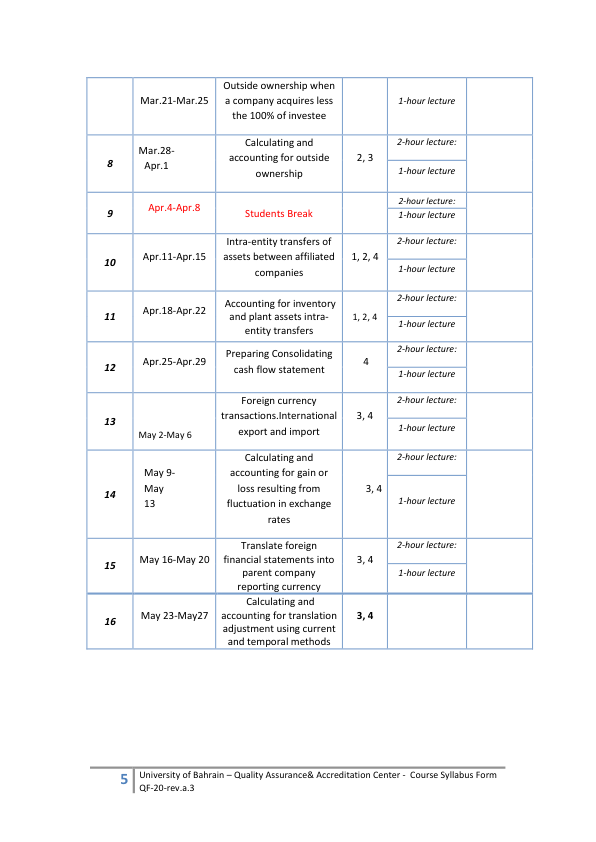 Outside ownership when
Mar.21-Mar.25
a company acquires less
1-hour lecture
the 100% of investee
8
Mar.28-
Apr.1
Calculating and
accounting for outside
ownership
2, 3
2-hour lecture:
1-hour lecture
9
Apr.4-Apr.8
Students Break
2-hour lecture:
1-hour lecture
10
Apr.11-Apr.15
Intra-entity transfers of
assets between affiliated
companies
1, 2, 4
2-hour lecture:
1-hour lecture
11
Apr.18-Apr.22
Accounting for inventory
and plant assets intra-
entity transfers
1, 2, 4
2-hour lecture:
1-hour lecture
12
Apr.25-Apr.29
Preparing Consolidating
cash flow statement
4
2-hour lecture:
1-hour lecture
13
May 2-May 6
Foreign currency
transactions.International
export and import
3, 4
2-hour lecture:
1-hour lecture
14
May 9-
May
13
Calculating and
accounting for gain or
loss resulting from
fluctuation in exchange
rates
3, 4
2-hour lecture:
1-hour lecture
15
May 16-May 20
Translate foreign
financial statements into
parent company
reporting currency
3, 4
2-hour lecture:
1-hour lecture
16
May 23-May27
Calculating and
accounting for translation
adjustment using current
and temporal methods
3, 4
5
University of Bahrain – Quality Assurance& Accreditation Center - Course Syllabus Form
QF-20-rev.a.3